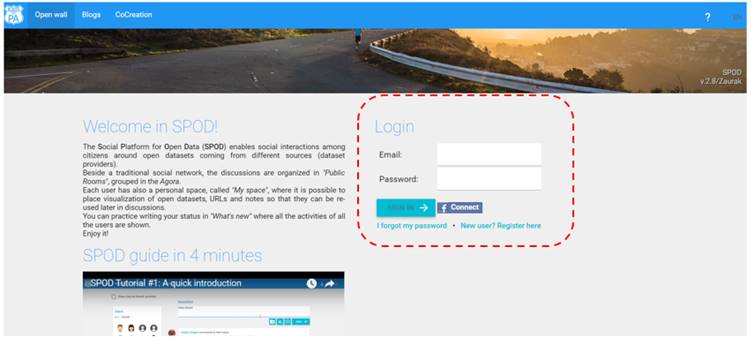 PA Open wall Blogs CoCreation ? EN
SPOD
v.2.8/Zaurak
Welcome in SPOD!
The Social Platform for Open Data (SPOD) enables social interactions among
citizens around open datasets coming from different sources (dataset
providers).
Beside a traditional social network, the discussions are organized in "Public
Rooms", grouped in the Agora.
Each user has also a personal space, called "My space", where it is possible to
place visualization of open datasets, URLs and notes so that they can be re-
used later in discussions.
You can practice writing your status in "What's new" where all the activities of all
the users are shown.
Enjoy it!
SPOD guide in 4 minutes
SPOD Tutorial #1: A quick introduction
Login
Email:
Password:
SIGN IN → f Connect
I forgot my password • New user? Register here